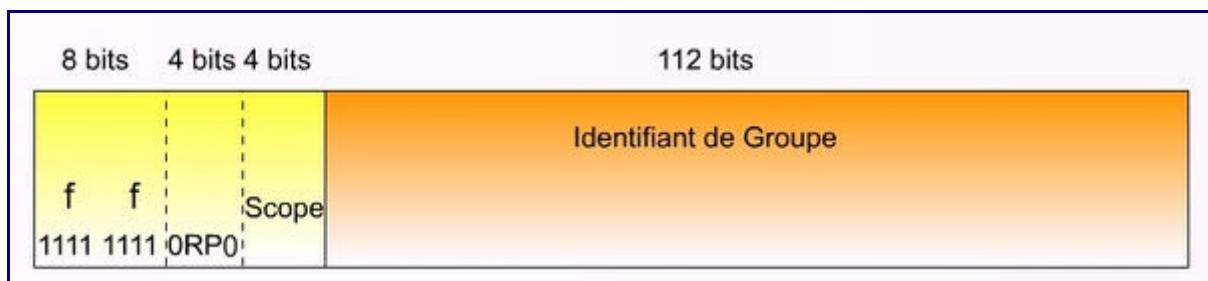 8 bits 4 bits 4 bits 112 bits
Identifiant de Groupe
f f
Scope
1111 1111 0RP0